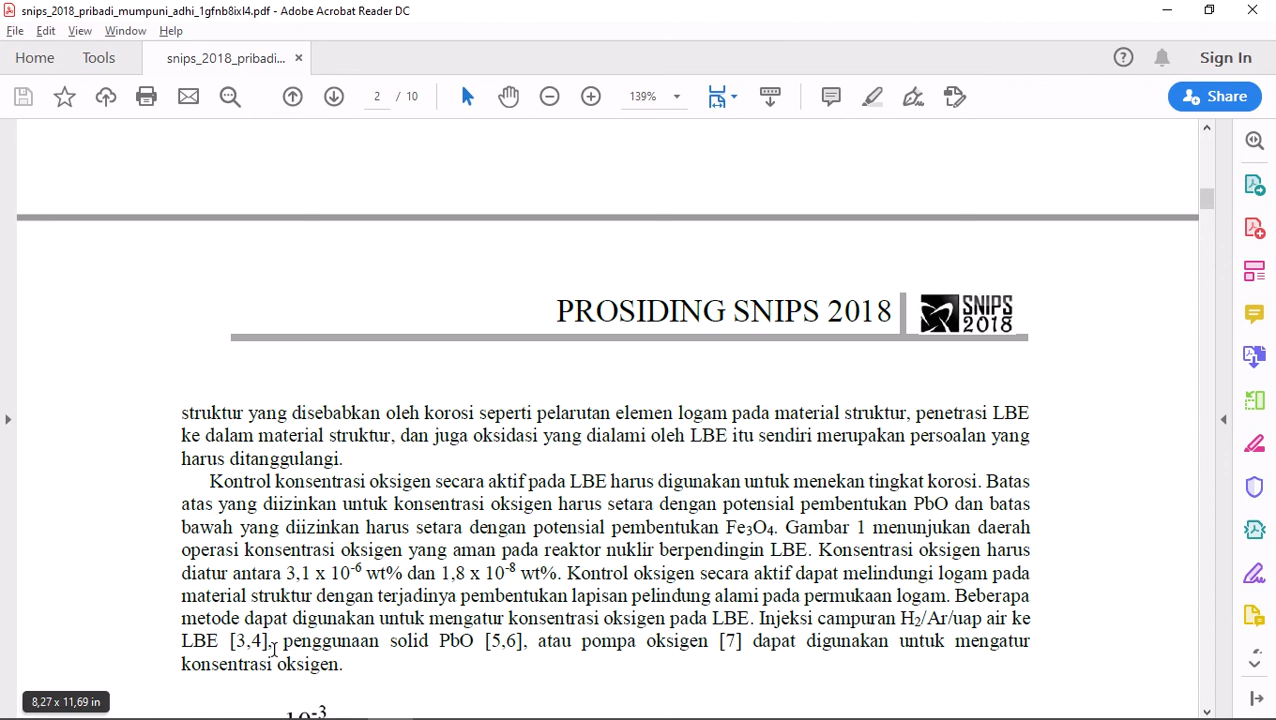 snips_2018_pribadi_mumpuni_adhi_1gfnb8ixl4.pdf - Adobe Acrobat Reader DC
File Edit View Window Help
Home Tools snips_2018_pribadi... × Sign In
2 / 10 139% Share
PROSIDING SNIPS 2018 SNIPS
2018
struktur yang disebabkan oleh korosi seperti pelarutan elemen logam pada material struktur, penetrasi LBE
ke dalam material struktur, dan juga oksidasi yang dialami oleh LBE itu sendiri merupakan persoalan yang
harus ditanggulangi.
Kontrol konsentrasi oksigen secara aktif pada LBE harus digunakan untuk menekan tingkat korosi. Batas
atas yang diizinkan untuk konsentrasi oksigen harus setara dengan potensial pembentukan PbO dan batas
bawah yang diizinkan harus setara dengan potensial pembentukan Fe₃O₄. Gambar 1 menunjukan daerah
operasi konsentrasi oksigen yang aman pada reaktor nuklir berpendingin LBE. Konsentrasi oksigen harus
diatur antara 3,1 x 10⁻⁶ wt% dan 1,8 x 10⁻⁸ wt%. Kontrol oksigen secara aktif dapat melindungi logam pada
material struktur dengan terjadinya pembentukan lapisan pelindung alami pada permukaan logam. Beberapa
metode dapat digunakan untuk mengatur konsentrasi oksigen pada LBE. Injeksi campuran H₂/Ar/uap air ke
LBE [3,4], penggunaan solid PbO [5,6], atau pompa oksigen [7] dapat digunakan untuk mengatur
konsentrasi oksigen.
10⁻³
8,27 x 11,69 in